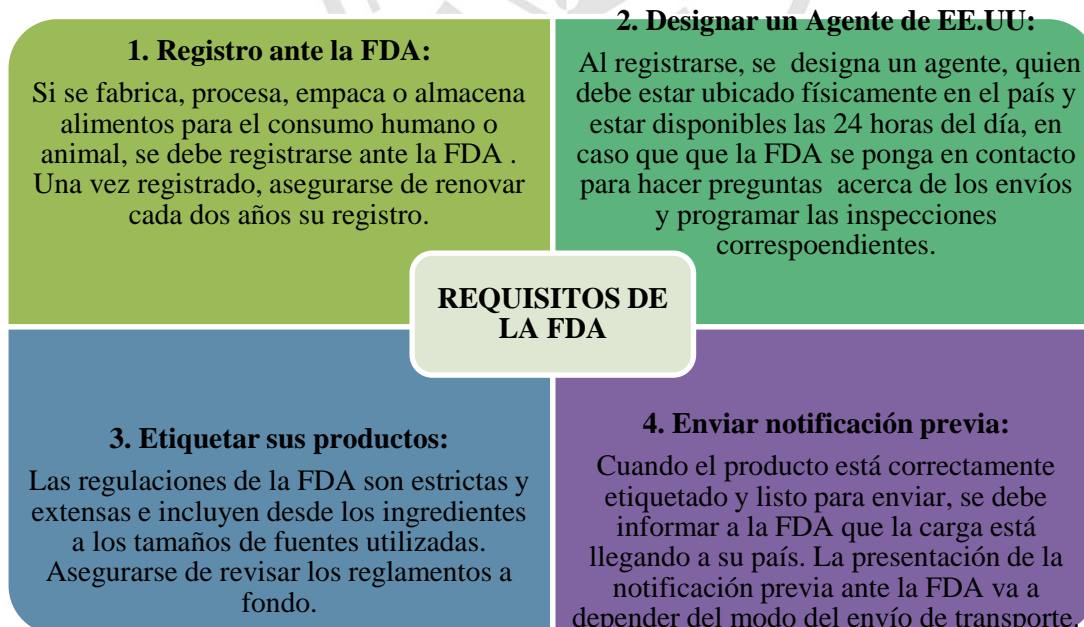 1. Registro ante la FDA:
Si se fabrica, procesa, empaca o almacena
alimentos para el consumo humano o
animal, se debe registrarse ante la FDA .
Una vez registrado, asegurarse de renovar
cada dos años su registro.
2. Designar un Agente de EE.UU:
Al registrarse, se designa un agente, quien
debe estar ubicado físicamente en el país y
estar disponibles las 24 horas del día, en
caso que que la FDA se ponga en contacto
para hacer preguntas acerca de los envíos
y programar las inspecciones
correspoendientes.
REQUISITOS DE
LA FDA
3. Etiquetar sus productos:
Las regulaciones de la FDA son estrictas y
extensas e incluyen desde los ingredientes
a los tamaños de fuentes utilizadas.
Asegurarse de revisar los reglamentos a
fondo.
4. Enviar notificación previa:
Cuando el producto está correctamente
etiquetado y listo para enviar, se debe
informar a la FDA que la carga está
llegando a su país. La presentación de la
notificación previa ante la FDA va a
depender del modo del envío de transporte.